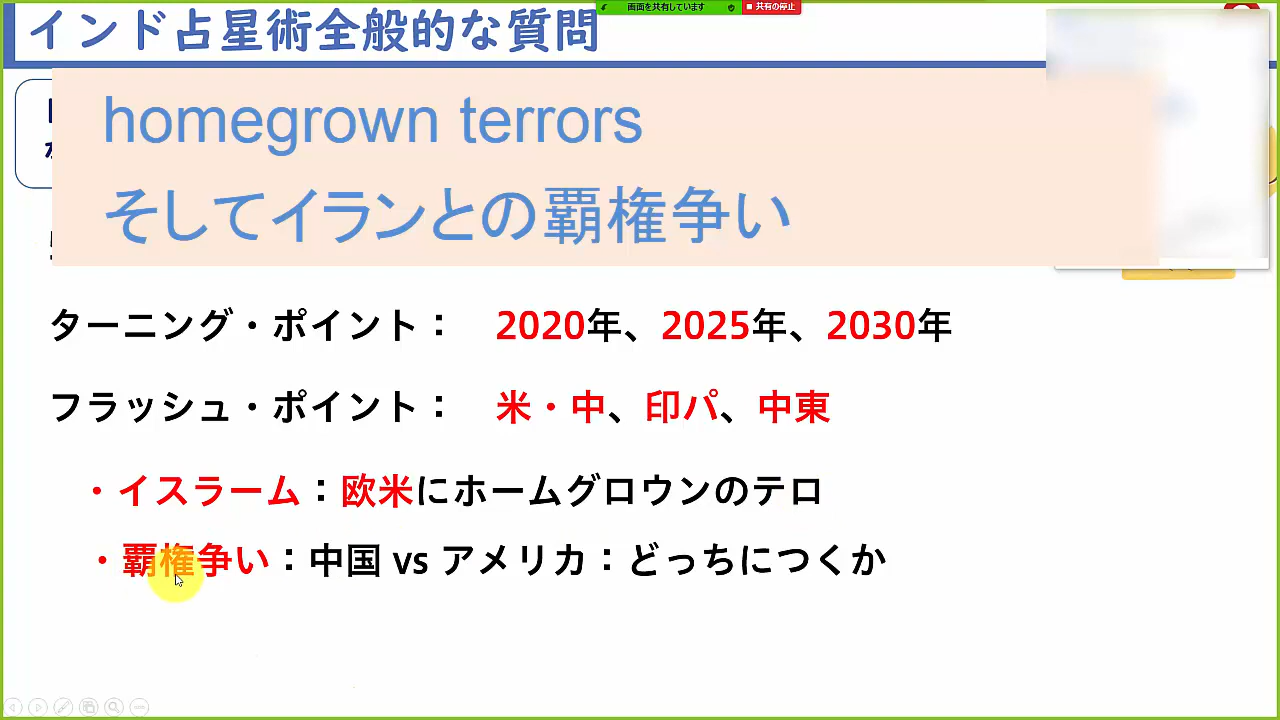 画面を共有しています
共有の停止
インド占星術全般的な質問
homegrown terrors
そしてイランとの覇権争い
ターニング・ポイント： 2020年、2025年、2030年
フラッシュ・ポイント： 米・中、印パ、中東
・イスラーム：欧米にホームグロウンのテロ
・覇権争い：中国 vs アメリカ：どっちにつくか